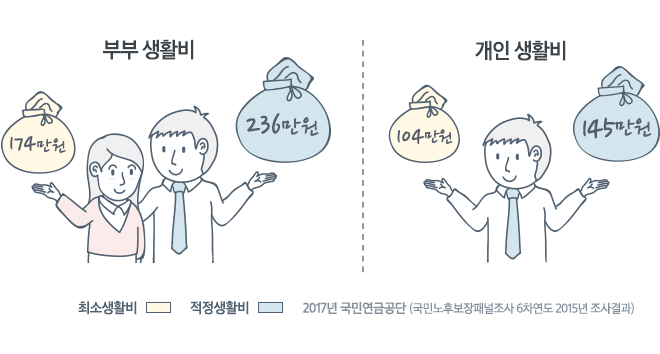 부부 생활비
개인 생활비
174만원
236만원
104만원
145만원
최소생활비
적정생활비
2017년 국민연금공단 (국민노후보장패널조사 6차연도 2015년 조사결과)